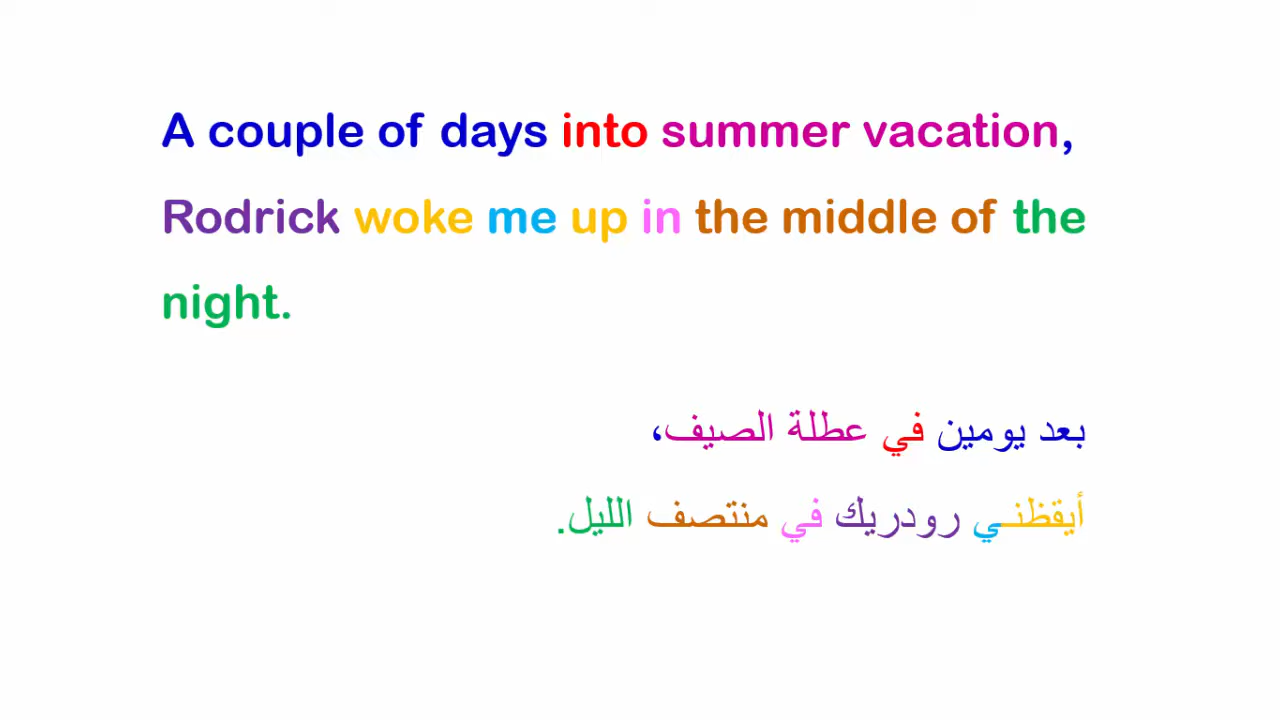 A couple of days into summer vacation,
Rodrick woke me up in the middle of the
night.
بعد يومين في عطلة الصيف،
أيقظنـي رودريك في منتصف الليل.